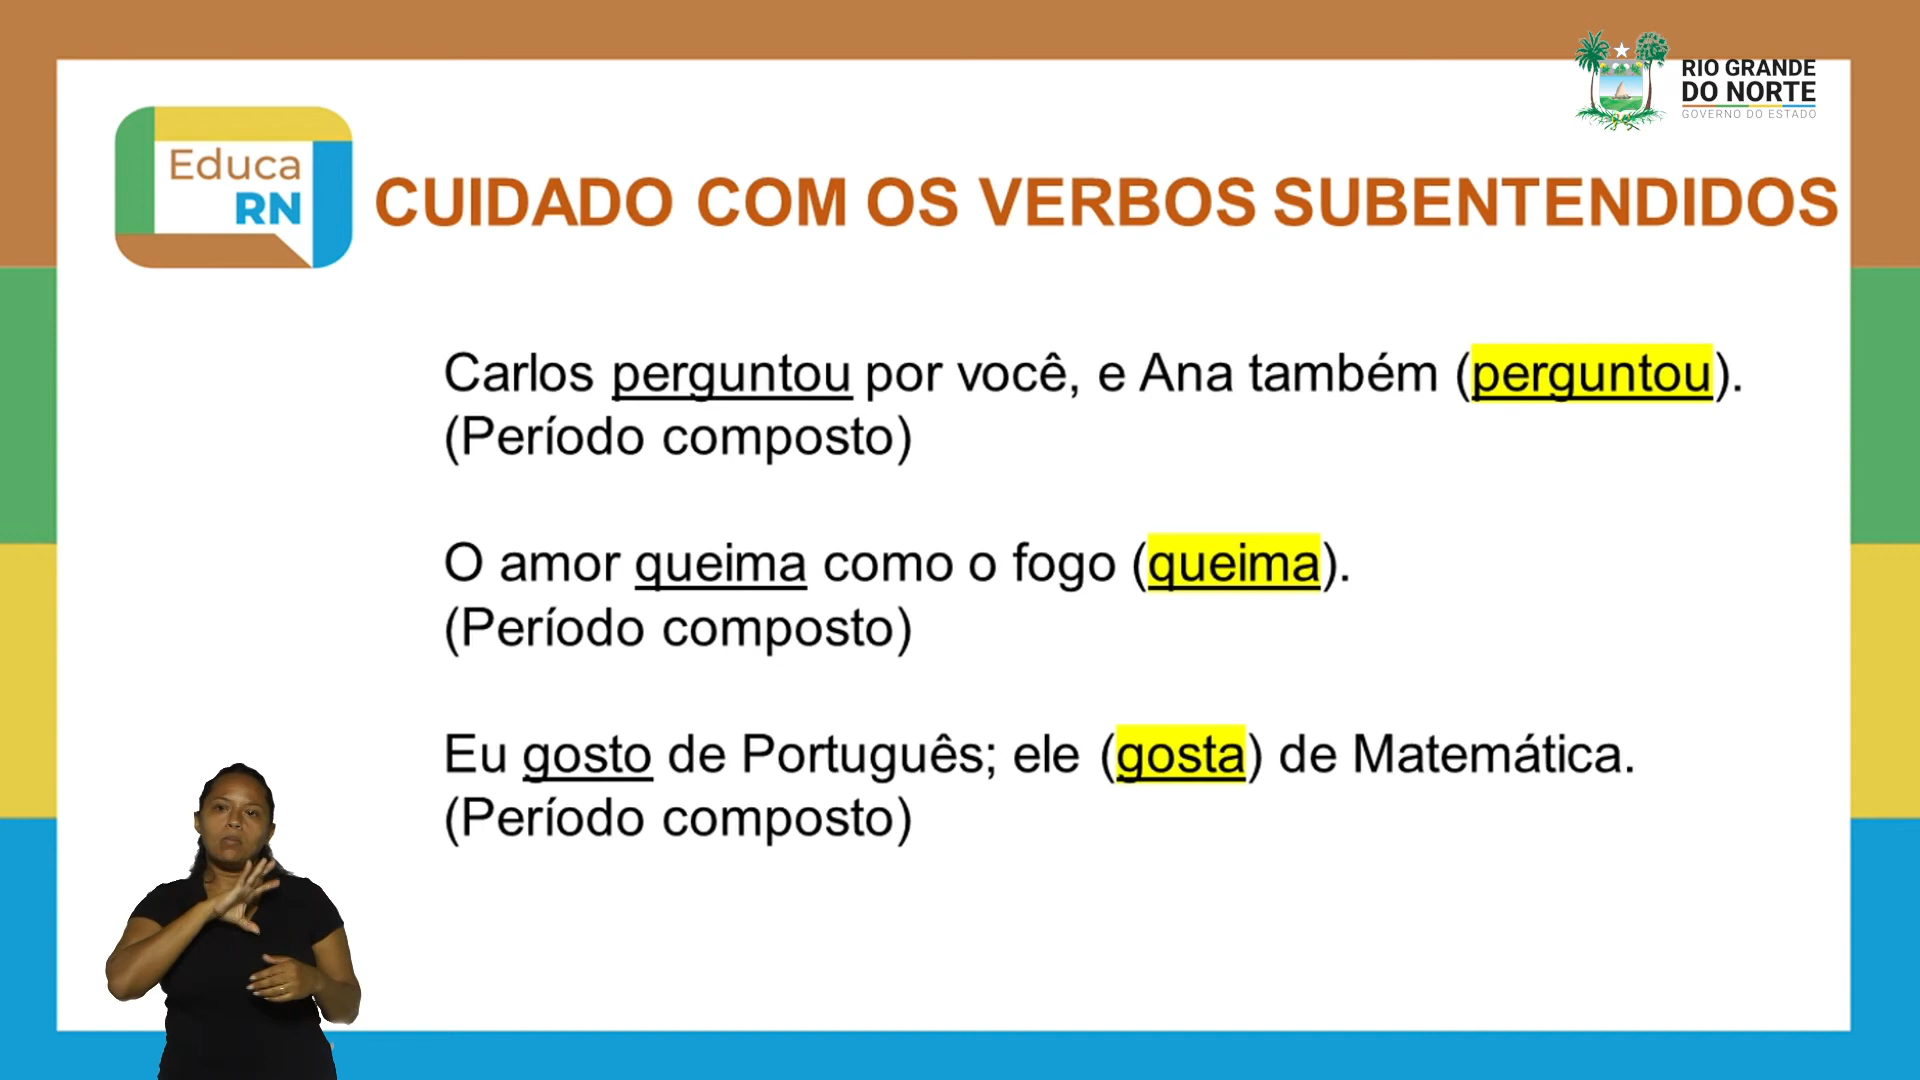 RIO GRANDE
DO NORTE
GOVERNO DO ESTADO
Educa
RN
CUIDADO COM OS VERBOS SUBENTENDIDOS
Carlos perguntou por você, e Ana também (perguntou).
(Período composto)
O amor queima como o fogo (queima).
(Período composto)
Eu gosto de Português; ele (gosta) de Matemática.
(Período composto)